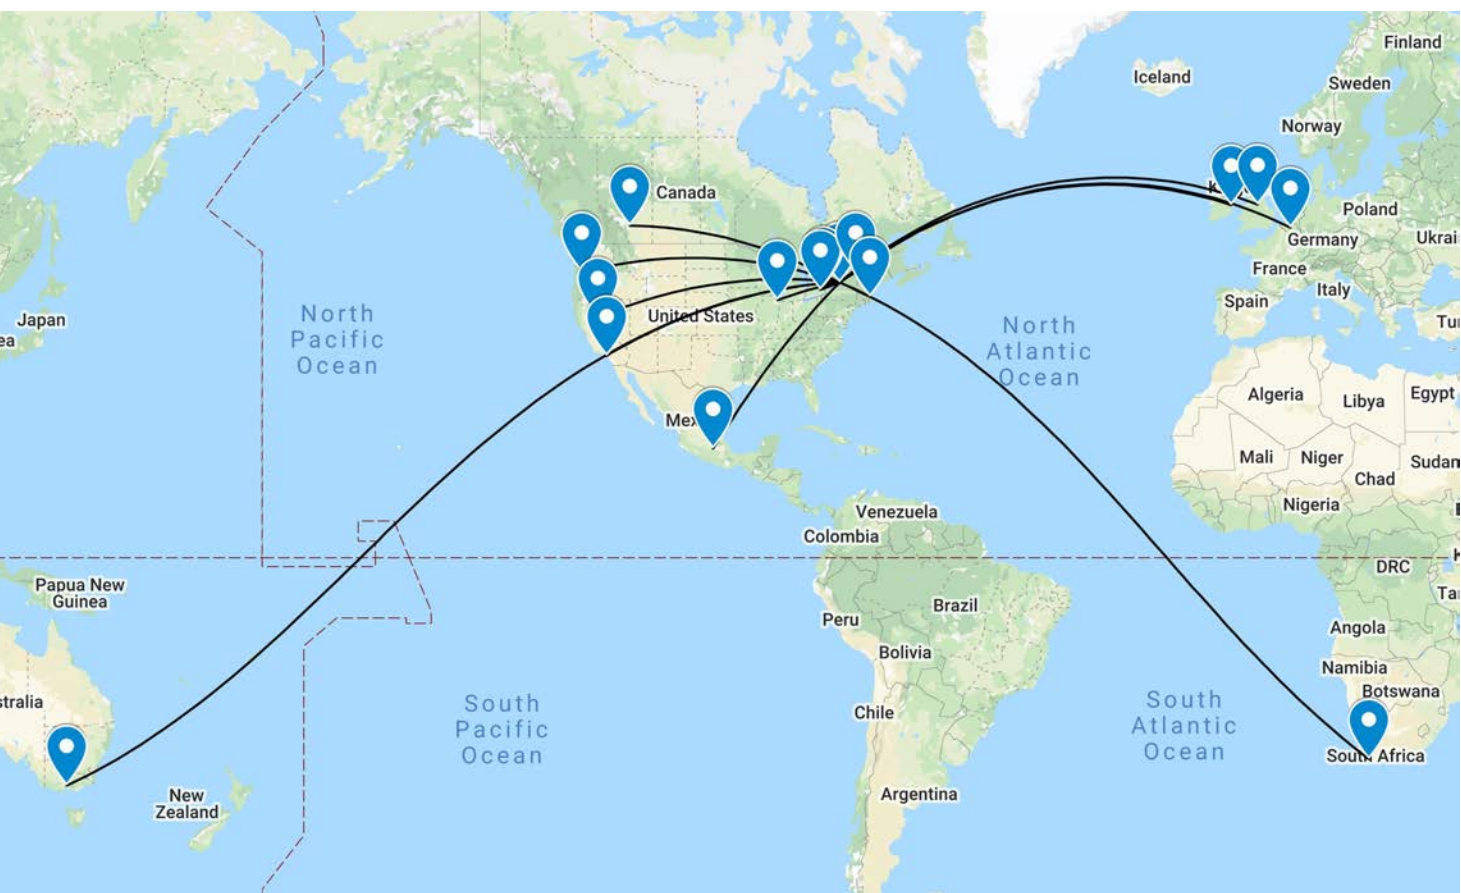 Finland
Iceland
Sweden
Norway
Canada
Poland
Germany
Ukrai
France
Italy
Spain
Japan
North
Pacific
Ocean
United States
North
Atlantic
Ocean
Algeria
Libya
Egypt
Mali
Niger
Chad
Sudan
Nigeria
Venezuela
Colombia
DRC
Papua New
Guinea
Brazil
Peru
Angola
Bolivia
Namibia
Botswana
stralia
South
Pacific
Ocean
Chile
South
Atlantic
Ocean
South Africa
New
Zealand
Argentina